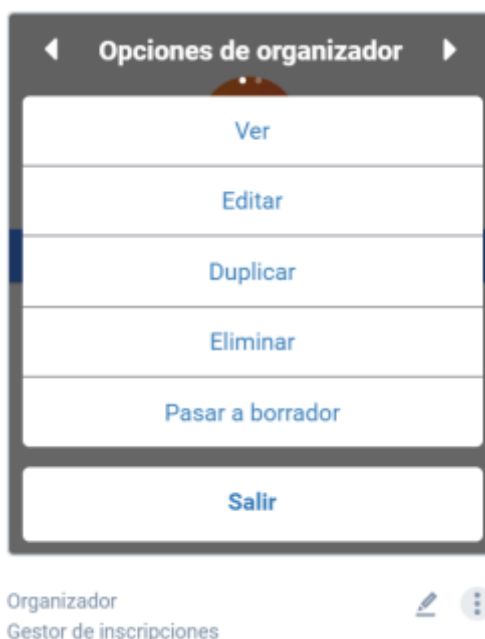 Opciones de organizador
Ver
Editar
Duplicar
Eliminar
Pasar a borrador
Salir
Organizador
Gestor de inscripciones